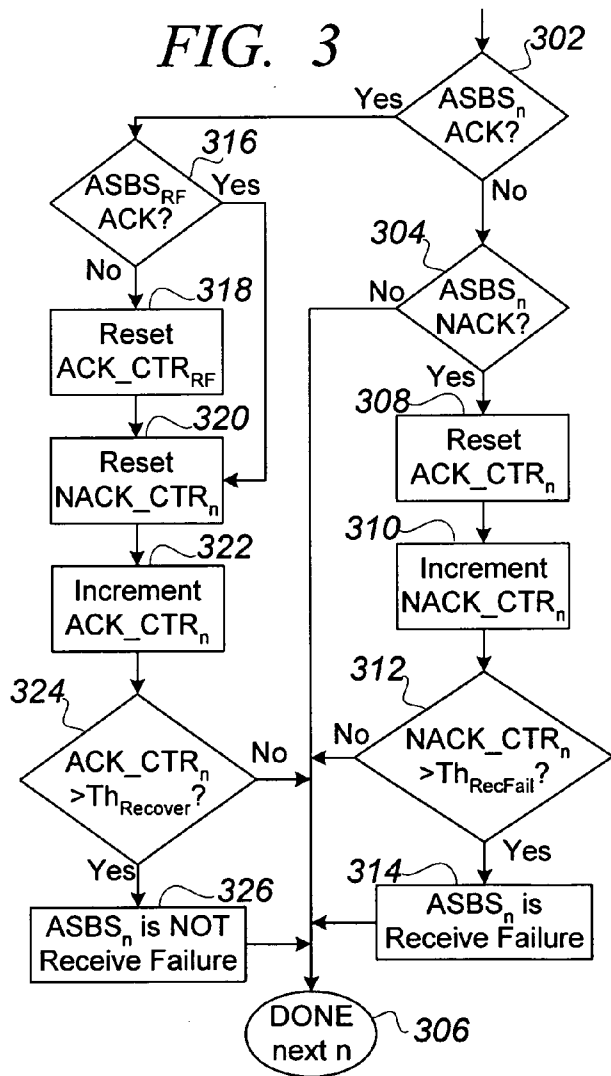 FIG. 3
302
ASBSn
ACK?
Yes
No
316
ASBSRF
ACK?
Yes
No
304
ASBSn
NACK?
No
Yes
318
Reset
ACK_CTRRF
308
Reset
ACK_CTRn
320
Reset
NACK_CTRn
310
Increment
NACK_CTRn
322
Increment
ACK_CTRn
312
NACK_CTRn
>ThRecFail?
No
Yes
324
ACK_CTRn
>ThRecover?
No
Yes
326
ASBSn is NOT
Receive Failure
314
ASBSn is
Receive Failure
DONE
next n
306